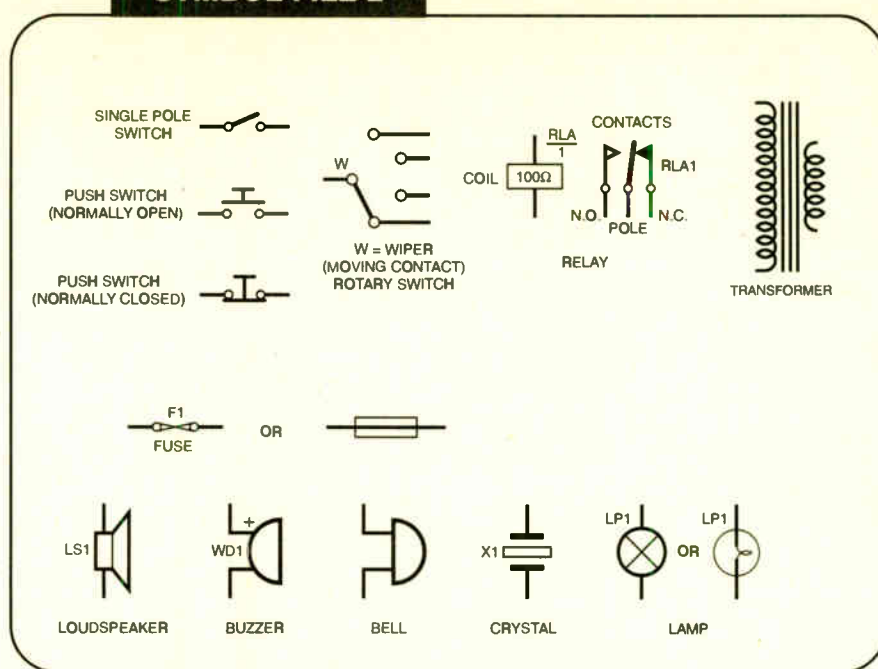 SINGLE POLE
SWITCH
PUSH SWITCH
(NORMALLY OPEN)
PUSH SWITCH
(NORMALLY CLOSED)
W
W = WIPER
(MOVING CONTACT)
ROTARY SWITCH
COIL
100Ω
RLA
1
CONTACTS
RLA1
N.O.
POLE
N.C.
RELAY
TRANSFORMER
F1
FUSE
OR
LS1
LOUDSPEAKER
+
WD1
BUZZER
BELL
X1
CRYSTAL
LP1
OR
LP1
LAMP